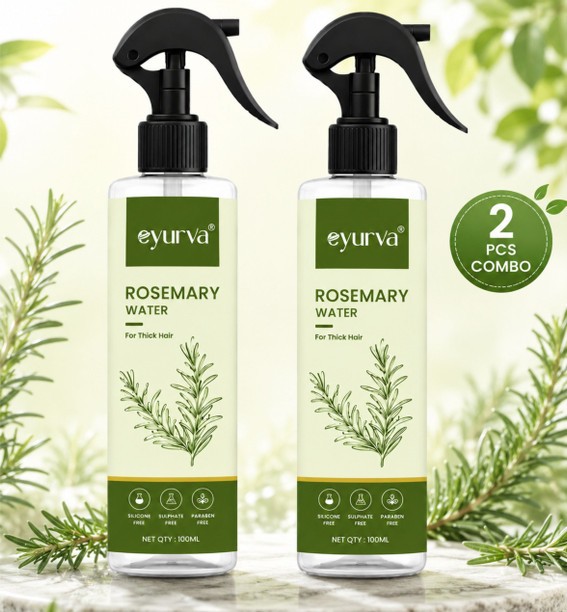 eyurva®
ROSEMARY
WATER
For Thick Hair
SILICONE
FREE
SULPHATE
FREE
PARABEN
FREE
NET QTY : 100ML
eyurva®
ROSEMARY
WATER
For Thick Hair
SILICONE
FREE
SULPHATE
FREE
PARABEN
FREE
NET QTY : 100ML
2
PCS
COMBO